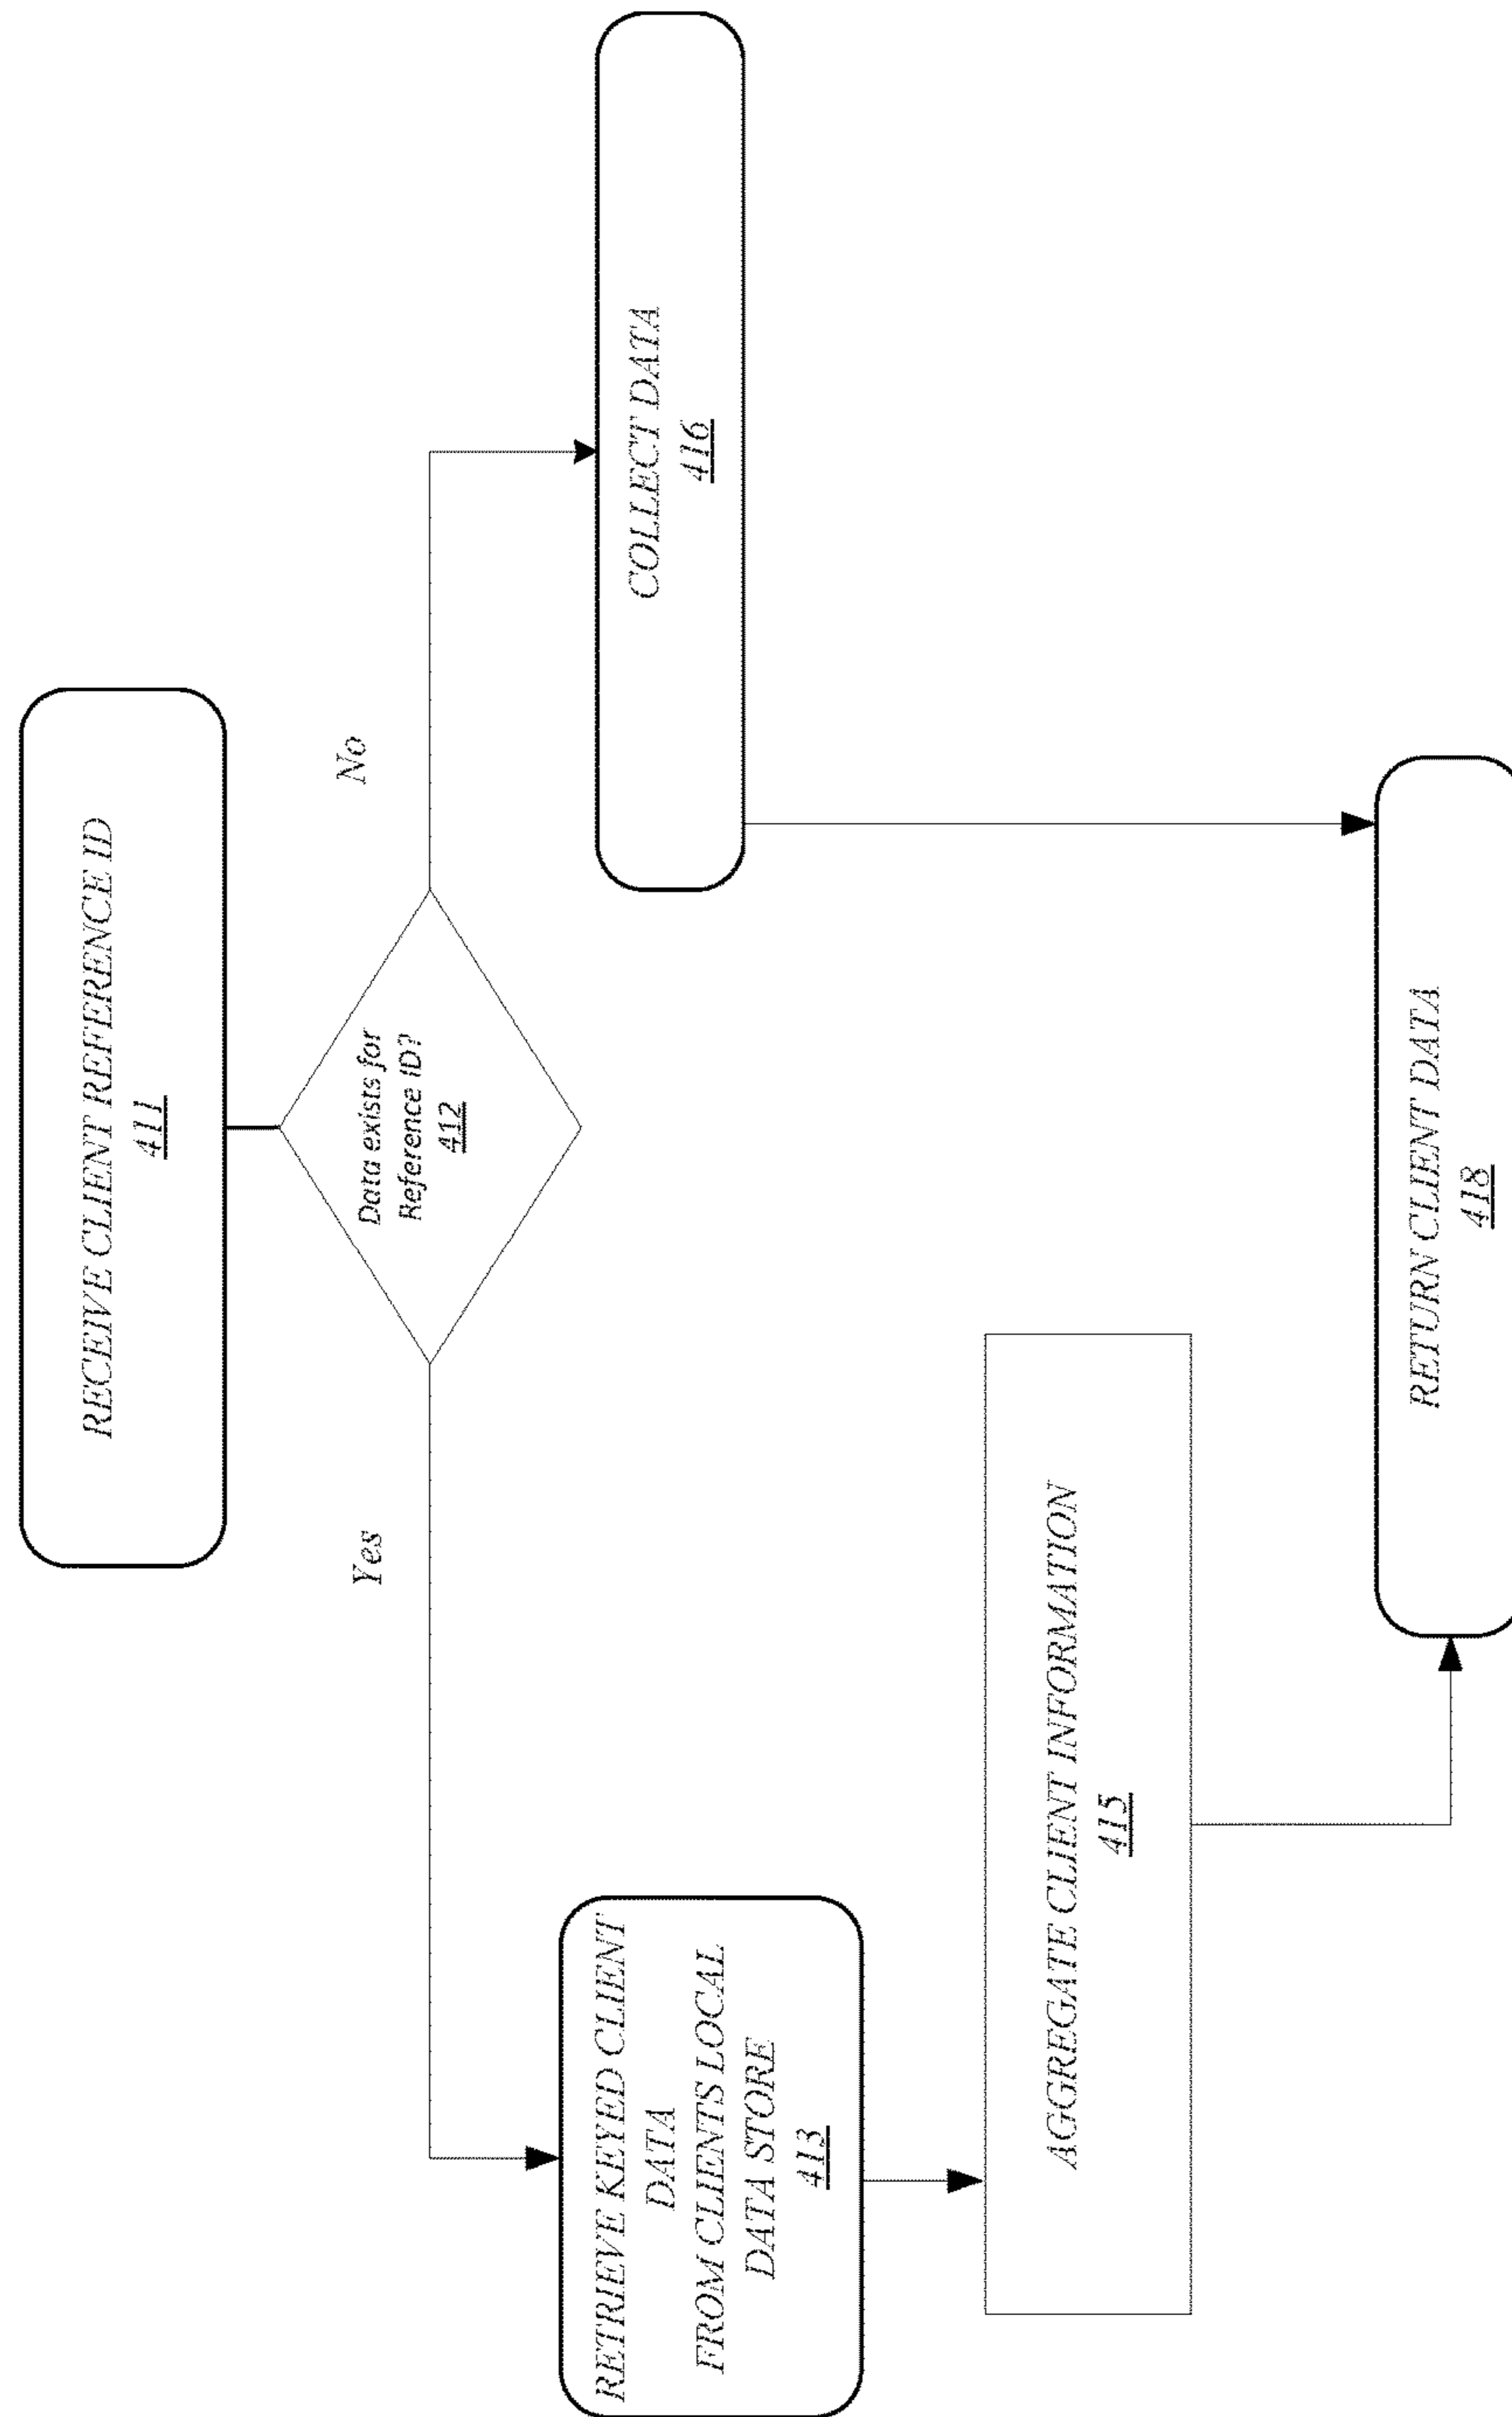 RECEIVE CLIENT REFERENCE ID
411
Data exists for
Reference ID?
412
Yes
No
RETRIEVE KEYED CLIENT
DATA
FROM CLIENTS LOCAL
DATA STORE
413
COLLECT DATA
416
AGGREGATE CLIENT INFORMATION
415
RETURN CLIENT DATA
418